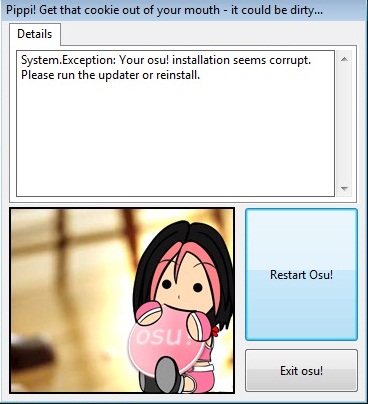 Pippi! Get that cookie out of your mouth - it could be dirty...
Details
System.Exception: Your osu! installation seems corrupt.
Please run the updater or reinstall.
osu!
Restart Osu!
Exit osu!